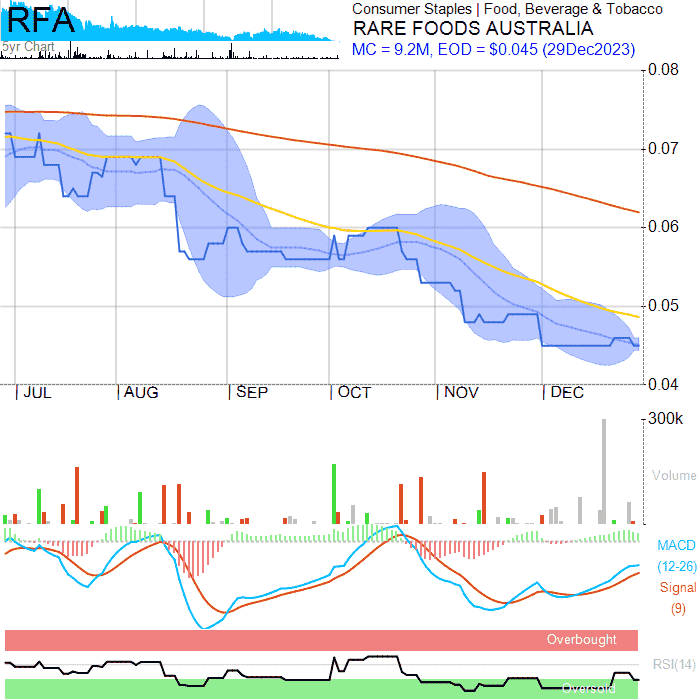 RFA
5yr Chart
Consumer Staples | Food, Beverage & Tobacco
RARE FOODS AUSTRALIA
MC = 9.2M, EOD = $0.045 (29Dec2023)
0.08
0.07
0.06
0.05
0.04
JUL AUG SEP OCT NOV DEC
300k
Volume
MACD
(12-26)
Signal
(9)
Overbought
RSI(14)
Oversold